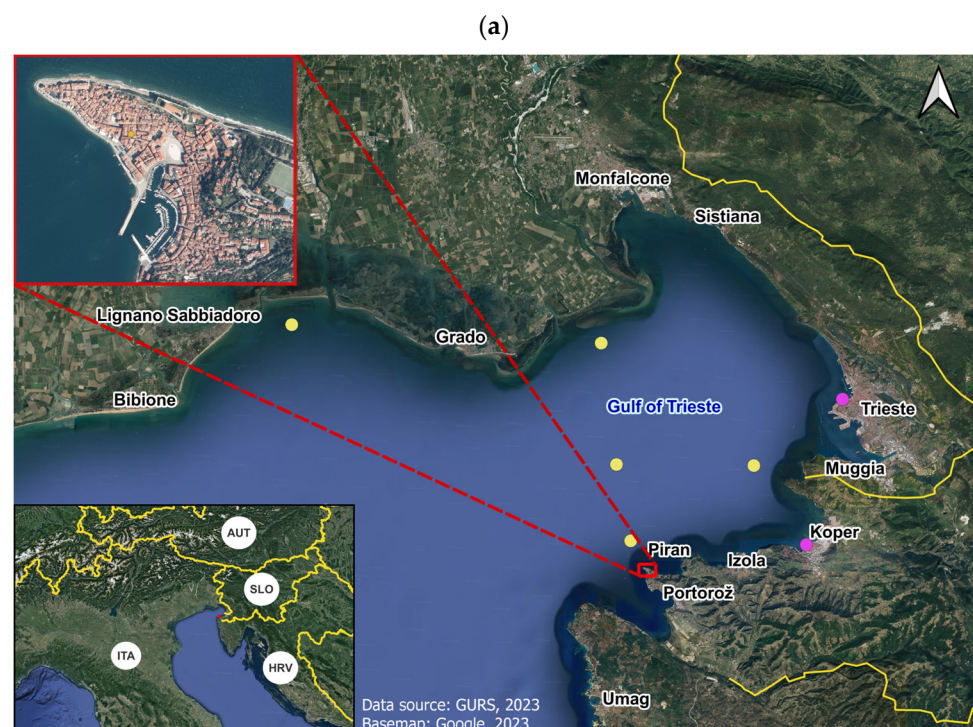 (a)
Monfalcone
Sistiana
Lignano Sabbiadoro
Grado
Bibione
Gulf of Trieste
Trieste
Muggia
Koper
Piran
Izola
Portorož
AUT
SLO
ITA
HRV
Umag
Data source: GURS, 2023
Basemap: Google, 2023